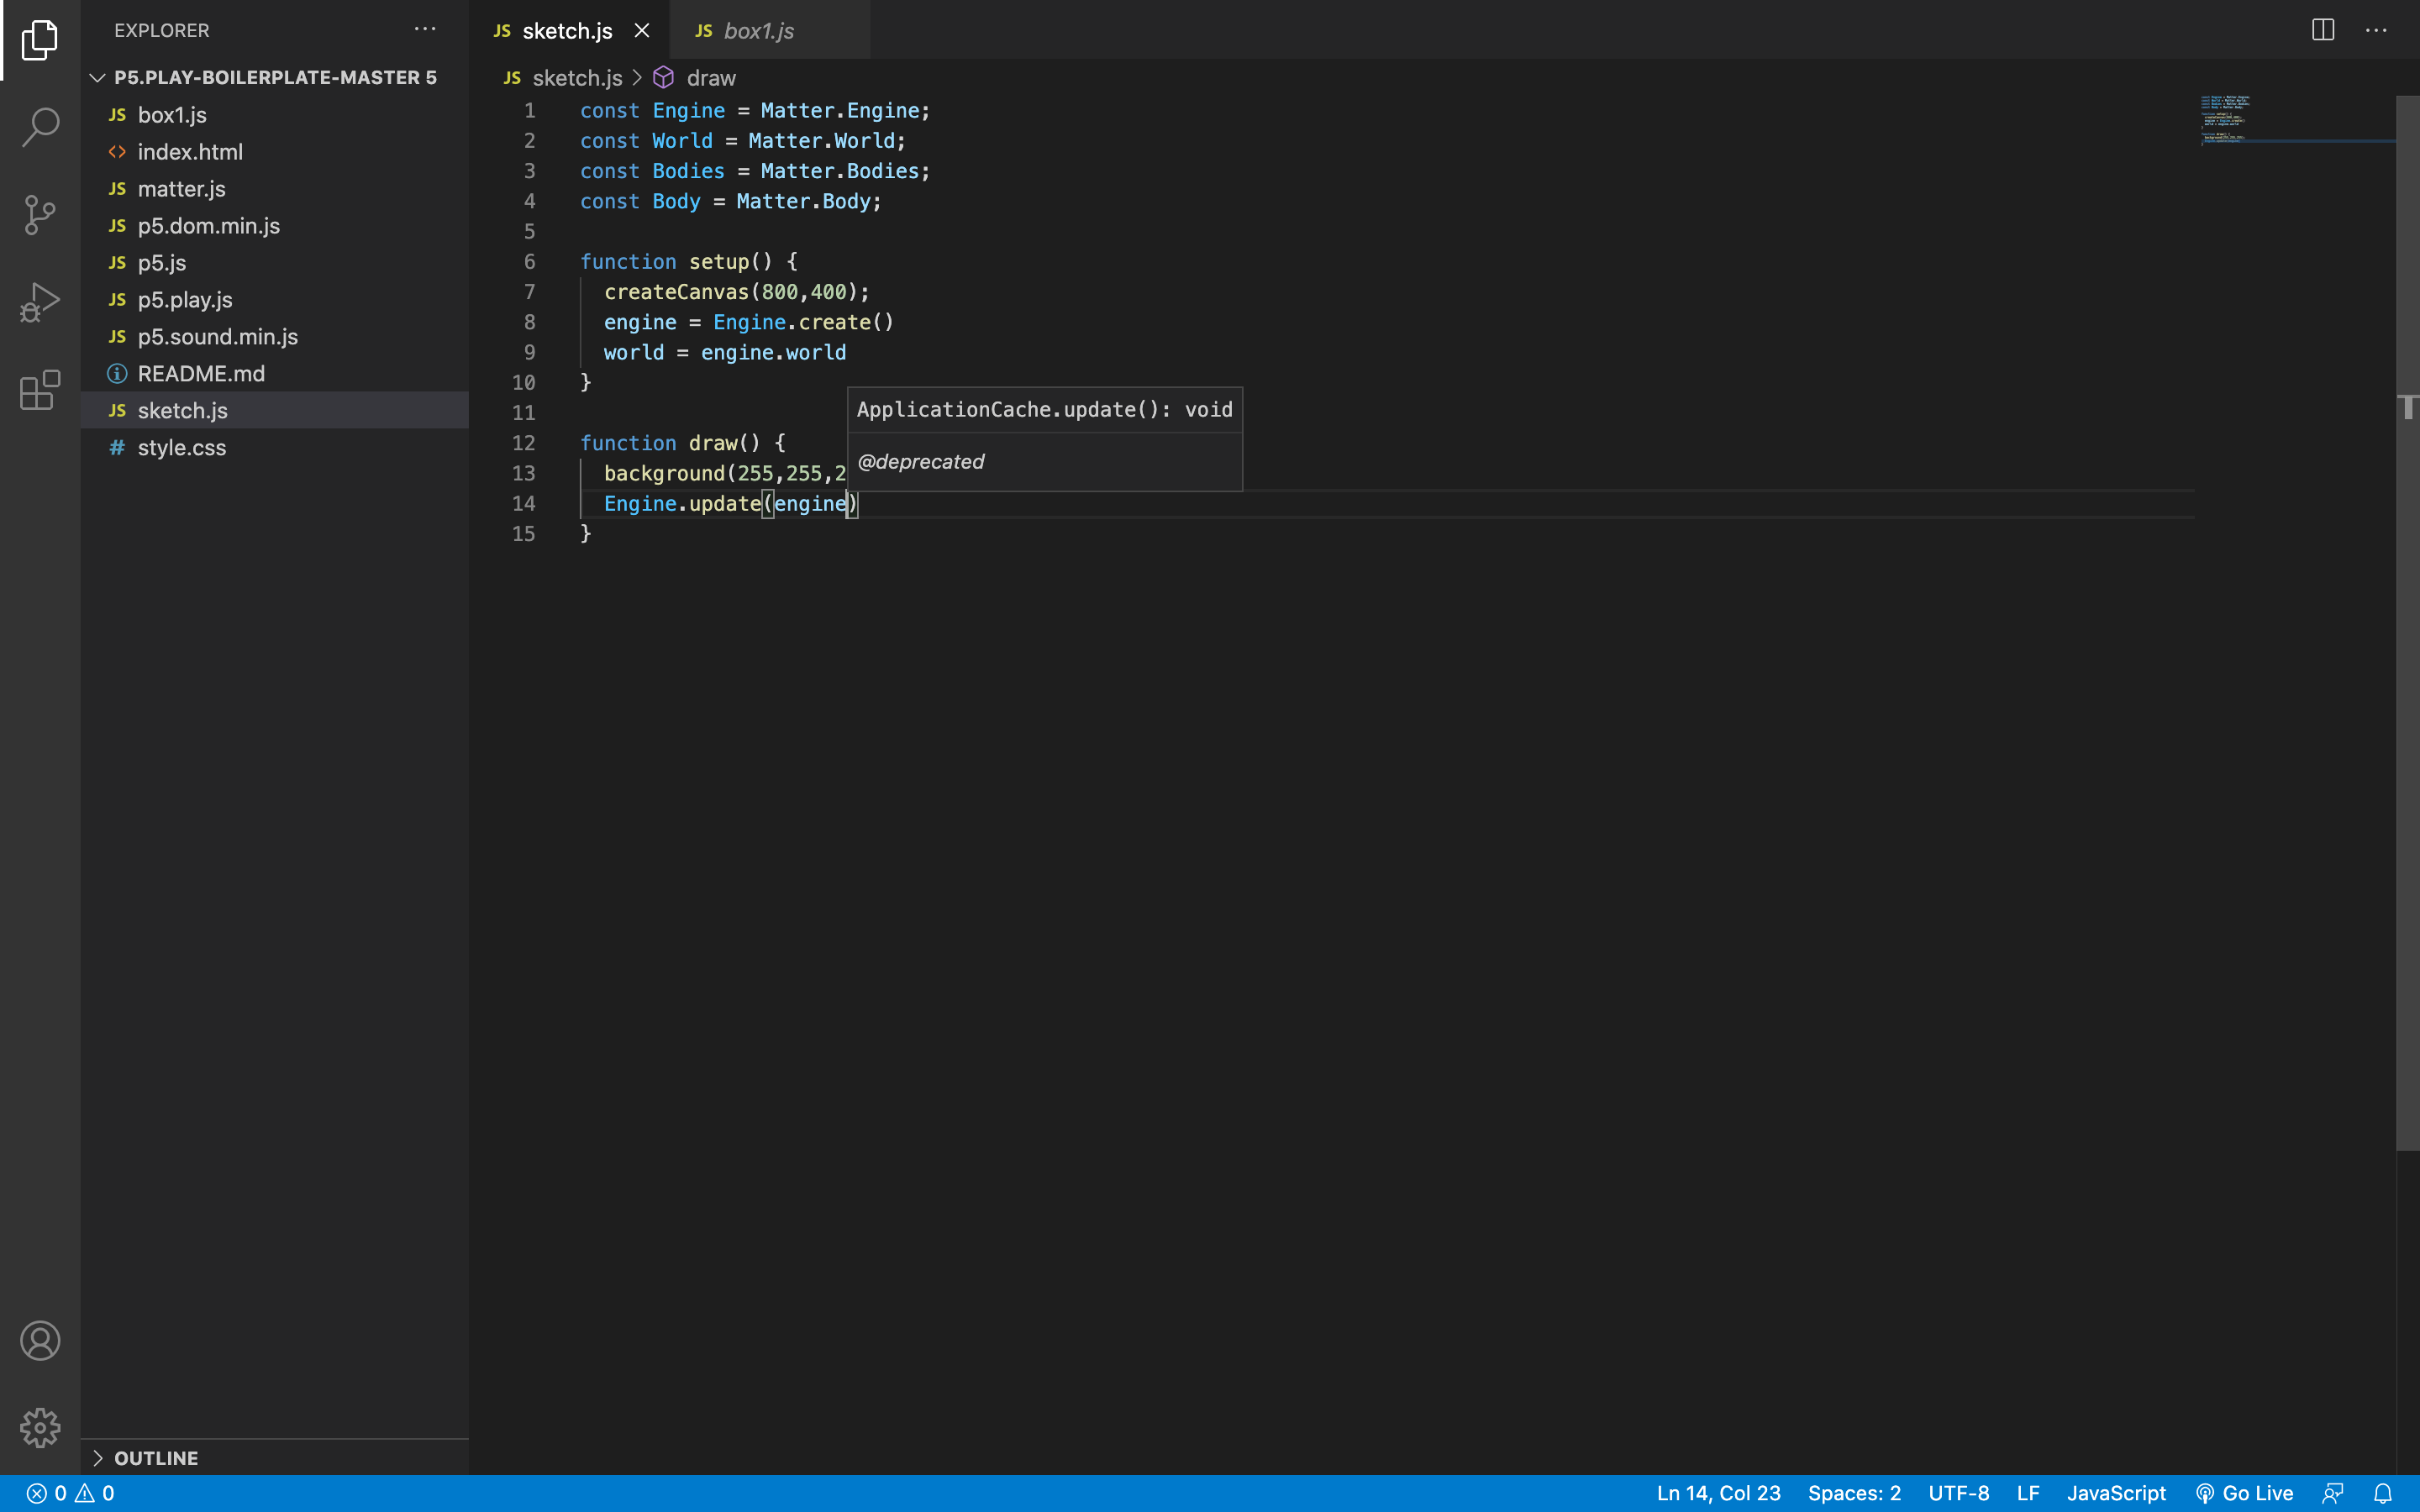 EXPLORER
P5.PLAY-BOILERPLATE-MASTER 5
JS box1.js
<> index.html
JS matter.js
JS p5.dom.min.js
JS p5.js
JS p5.play.js
JS p5.sound.min.js
README.md
JS sketch.js
# style.css
OUTLINE
JS sketch.js
JS box1.js
JS sketch.js > draw
1 const Engine = Matter.Engine;
2 const World = Matter.World;
3 const Bodies = Matter.Bodies;
4 const Body = Matter.Body;
5
6 function setup() {
7 createCanvas(800,400);
8 engine = Engine.create()
9 world = engine.world
10 }
11
12 function draw() {
13 background(255,255,2
14 Engine.update(engine)
15 }
ApplicationCache.update(): void
@deprecated
0 0
Ln 14, Col 23 Spaces: 2 UTF-8 LF JavaScript Go Live